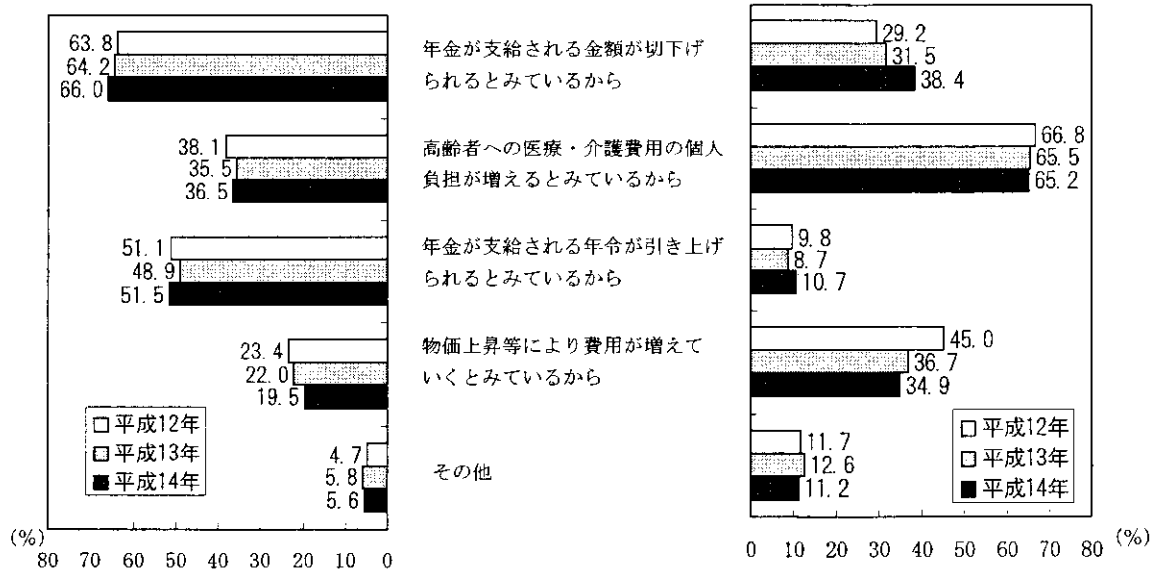 63.8
64.2
66.0
年金が支給される金額が切下げ
られるとみているから
29.2
31.5
38.4
38.1
35.5
36.5
高齢者への医療・介護費用の個人
負担が増えるとみているから
66.8
65.5
65.2
51.1
48.9
51.5
年金が支給される年令が引き上げ
られるとみているから
9.8
8.7
10.7
23.4
22.0
19.5
物価上昇等により費用が増えて
いくとみているから
45.0
36.7
34.9
4.7
5.8
5.6
その他
11.7
12.6
11.2
平成12年
平成13年
平成14年
平成12年
平成13年
平成14年
(%)
80 70 60 50 40 30 20 10 0
0 10 20 30 40 50 60 70 80
(%)